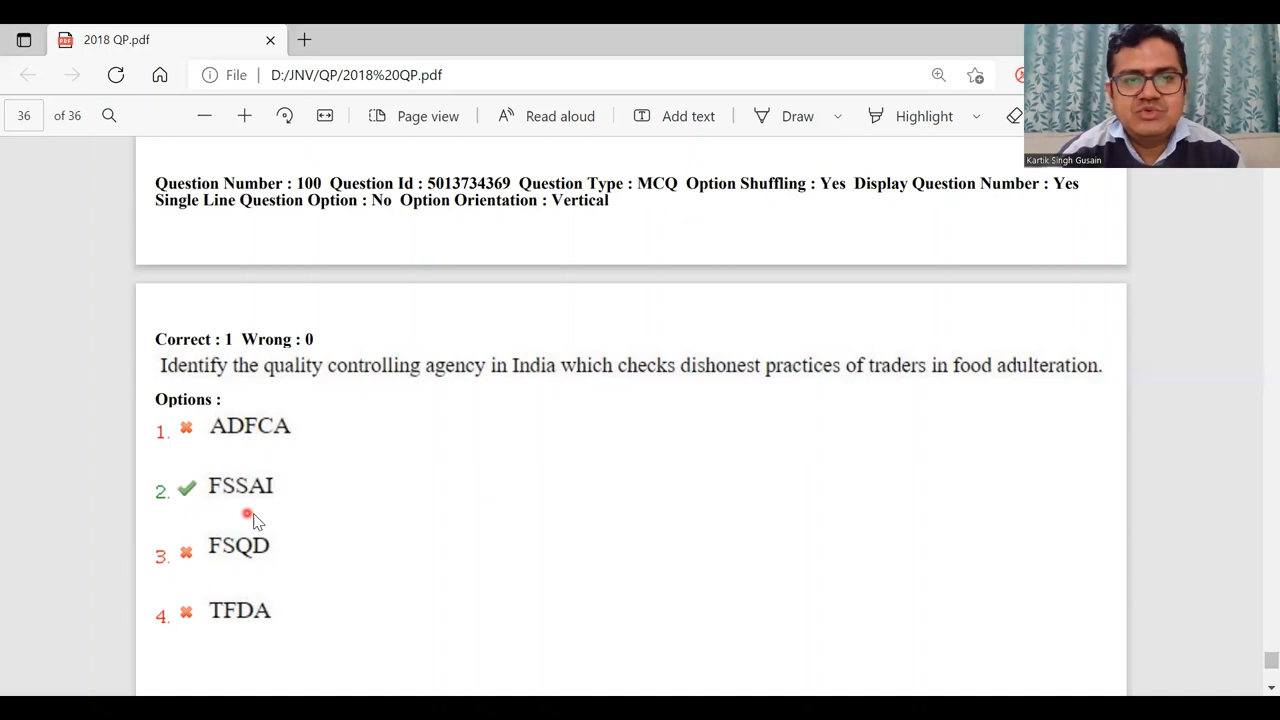 2018 QP.pdf
File D:/JNV/QP/2018%20QP.pdf
36 of 36 Page view Read aloud Add text Draw Highlight
Kartik Singh Gusain
Question Number : 100 Question Id : 5013734369 Question Type : MCQ Option Shuffling : Yes Display Question Number : Yes
Single Line Question Option : No Option Orientation : Vertical
Correct : 1 Wrong : 0
Identify the quality controlling agency in India which checks dishonest practices of traders in food adulteration.
Options :
1. ADFCA
2. FSSAI
3. FSQD
4. TFDA